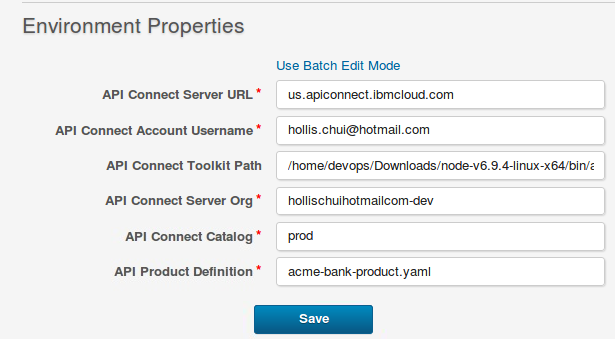 Environment Properties
Use Batch Edit Mode
API Connect Server URL * us.apiconnect.ibmcloud.com
API Connect Account Username * hollis.chui@hotmail.com
API Connect Toolkit Path /home/devops/Downloads/node-v6.9.4-linux-x64/bin/a
API Connect Server Org * hollischuihotmailcom-dev
API Connect Catalog * prod
API Product Definition * acme-bank-product.yaml
Save